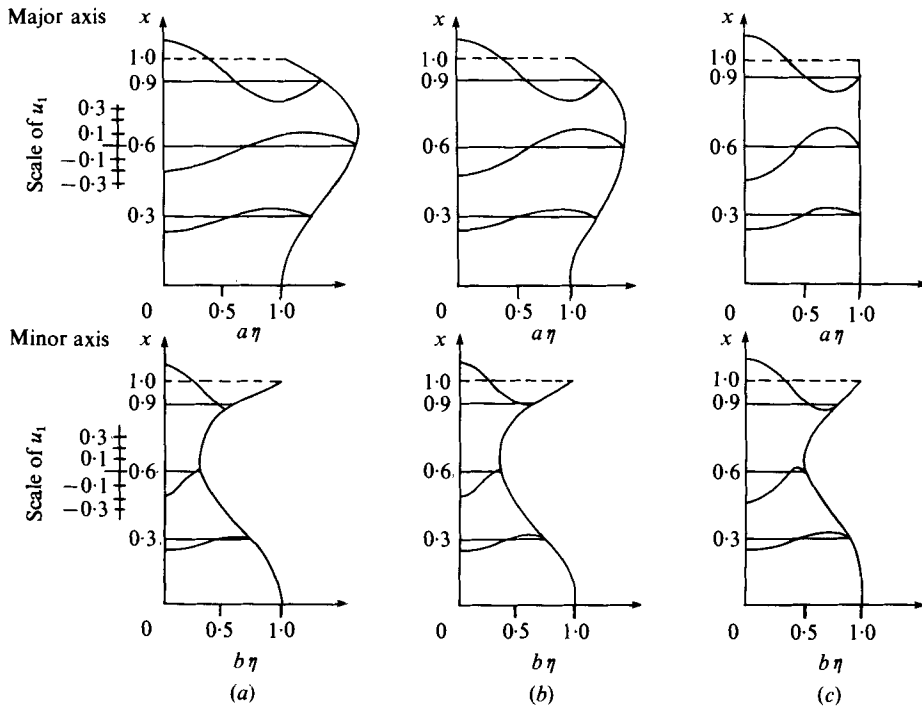 Major axis
x x x
1·0 1·0 1·0
0·9 0·9 0·9
Scale of u₁
0·3
0·1
−0·1
−0·3
0·6 0·6 0·6
0·3 0·3 0·3
0 0·5 1·0 0 0·5 1·0 0 0·5 1·0
aη aη aη
Minor axis
x x x
1·0 1·0 1·0
0·9 0·9 0·9
Scale of u₁
0·3
0·1
−0·1
−0·3
0·6 0·6 0·6
0·3 0·3 0·3
0 0·5 1·0 0 0·5 1·0 0 0·5 1·0
bη bη bη
(a) (b) (c)